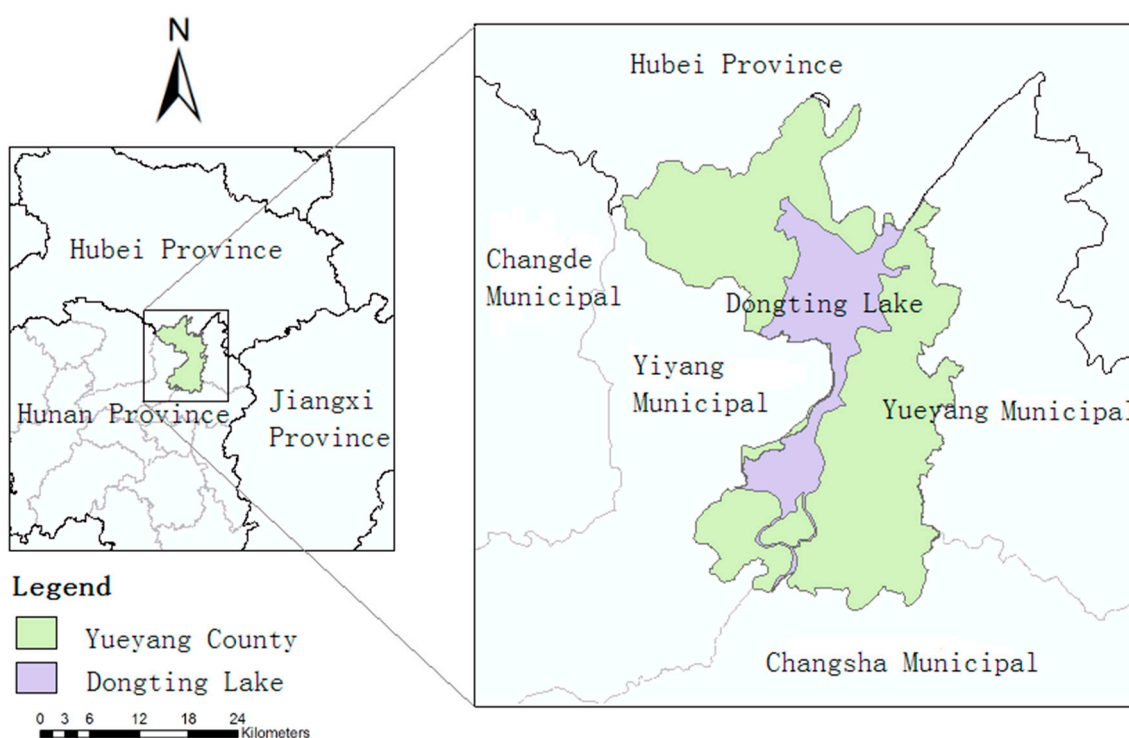 N
Hubei Province
Hunan Province
Jiangxi
Province
Legend
Yueyang County
Dongting Lake
0 3 6 12 18 24
Kilometers
Hubei Province
Changde
Municipal
Dongting Lake
Yiyang
Municipal
Yueyang Municipal
Changsha Municipal